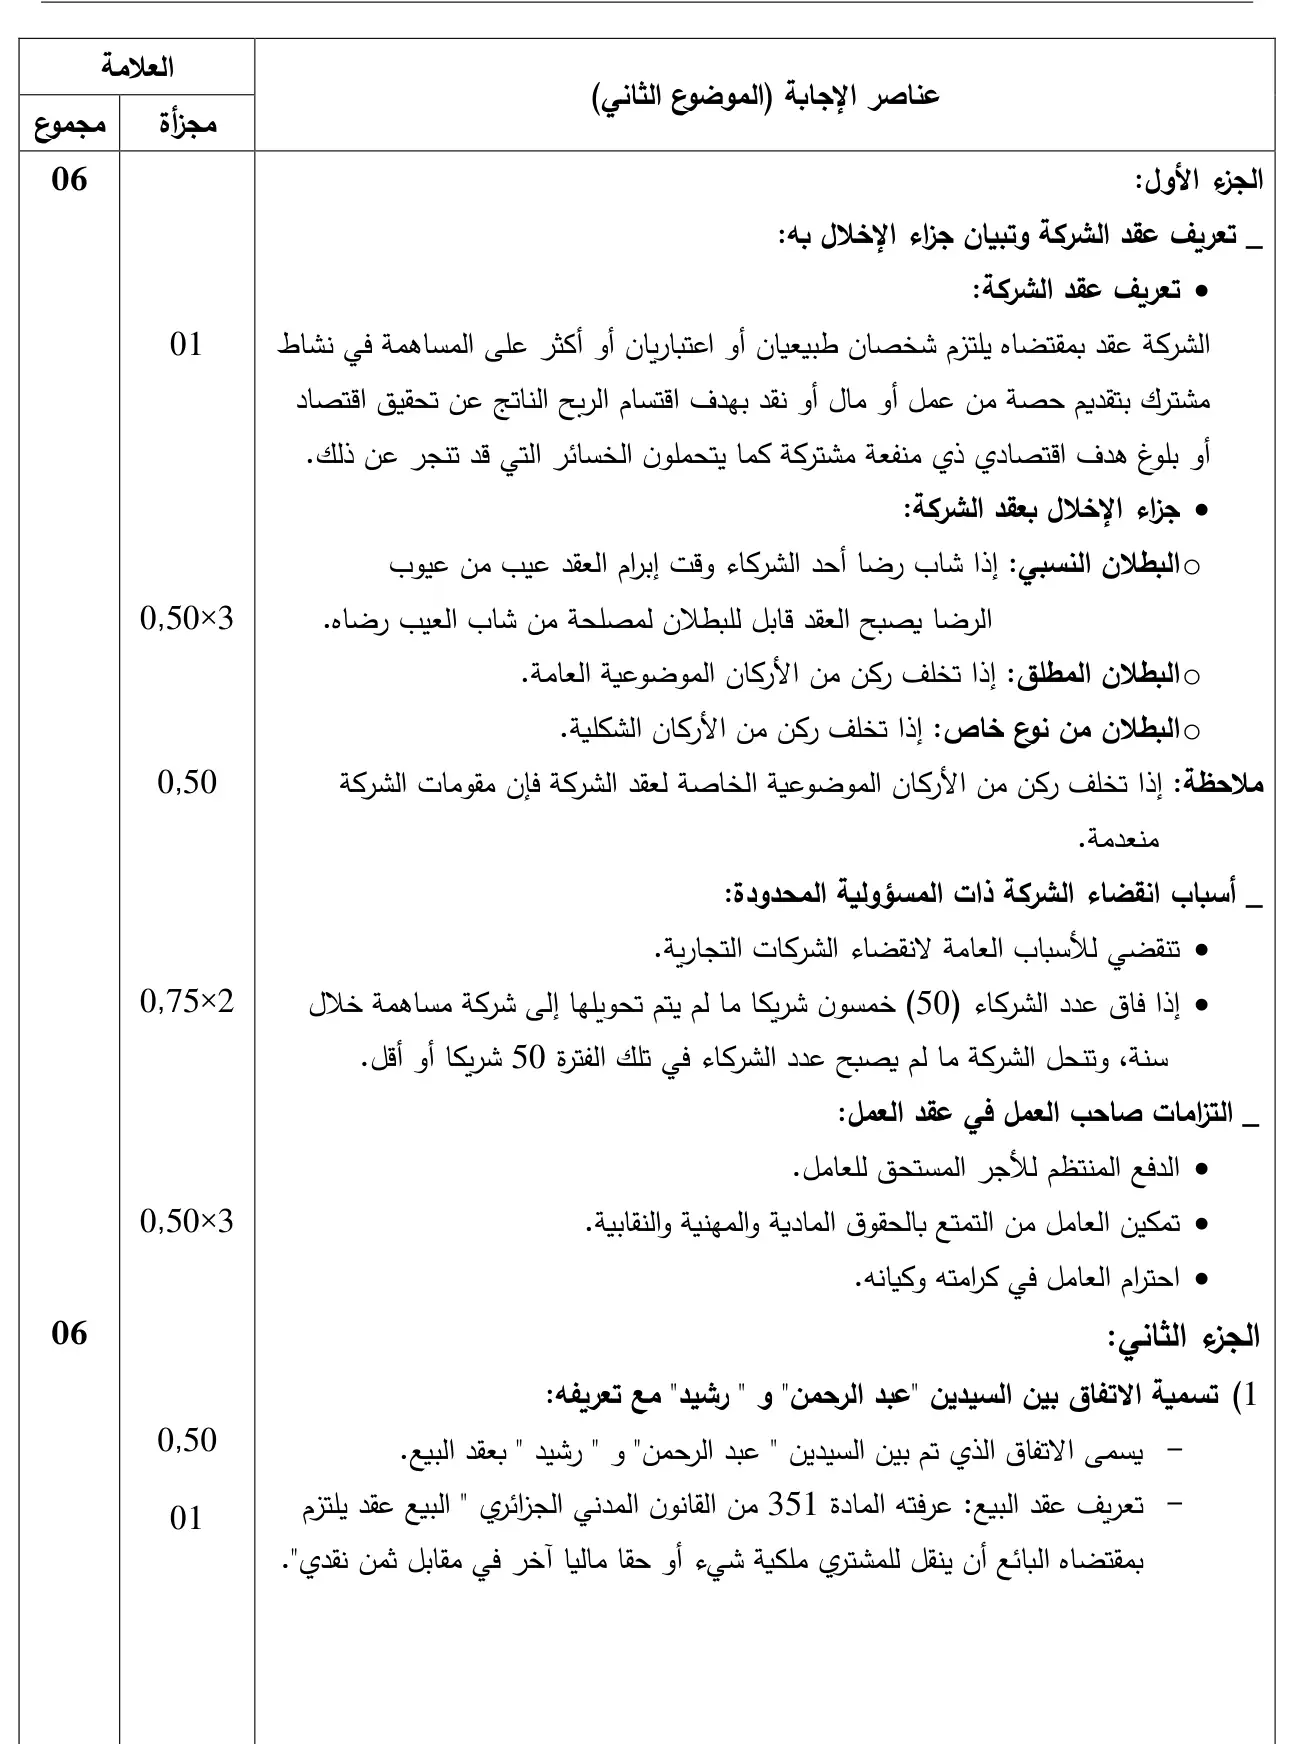 العلامة
عناصر الإجابة (الموضوع الثاني)
مجزأة
مجموع
الجزء الأول:
06
_ تعريف عقد الشركة وتبيان جزاء الإخلال به:
• تعريف عقد الشركة:
الشركة عقد بمقتضاه يلتزم شخصان طبيعيان أو اعتباريان أو أكثر على المساهمة في نشاط
01
مشترك بتقديم حصة من عمل أو مال أو نقد بهدف اقتسام الربح الناتج عن تحقيق اقتصاد
أو بلوغ هدف اقتصادي ذي منفعة مشتركة كما يتحملون الخسائر التي قد تنجر عن ذلك.
• جزاء الإخلال بعقد الشركة:
o البطلان النسبي: إذا شاب رضا أحد الشركاء وقت إبرام العقد عيب من عيوب
الرضا يصبح العقد قابل للبطلان لمصلحة من شاب العيب رضاه.
0,50×3
o البطلان المطلق: إذا تخلف ركن من الأركان الموضوعية العامة.
o البطلان من نوع خاص: إذا تخلف ركن من الأركان الشكلية.
ملاحظة: إذا تخلف ركن من الأركان الموضوعية الخاصة لعقد الشركة فإن مقومات الشركة
0,50
منعدمة.
_ أسباب انقضاء الشركة ذات المسؤولية المحدودة:
• تنقضي للأسباب العامة لانقضاء الشركات التجارية.
• إذا فاق عدد الشركاء (50) خمسون شريكا ما لم يتم تحويلها إلى شركة مساهمة خلال
0,75×2
سنة، وتنحل الشركة ما لم يصبح عدد الشركاء في تلك الفترة 50 شريكا أو أقل.
_ التزامات صاحب العمل في عقد العمل:
• الدفع المنتظم للأجر المستحق للعامل.
• تمكين العامل من التمتع بالحقوق المادية والمهنية والنقابية.
0,50×3
• احترام العامل في كرامته وكيانه.
الجزء الثاني:
06
1) تسمية الاتفاق بين السيدين "عبد الرحمن" و " رشيد" مع تعريفه:
- يسمى الاتفاق الذي تم بين السيدين " عبد الرحمن" و " رشيد " بعقد البيع.
0,50
- تعريف عقد البيع: عرفته المادة 351 من القانون المدني الجزائري " البيع عقد يلتزم
01
بمقتضاه البائع أن ينقل للمشتري ملكية شيء أو حقا ماليا آخر في مقابل ثمن نقدي".